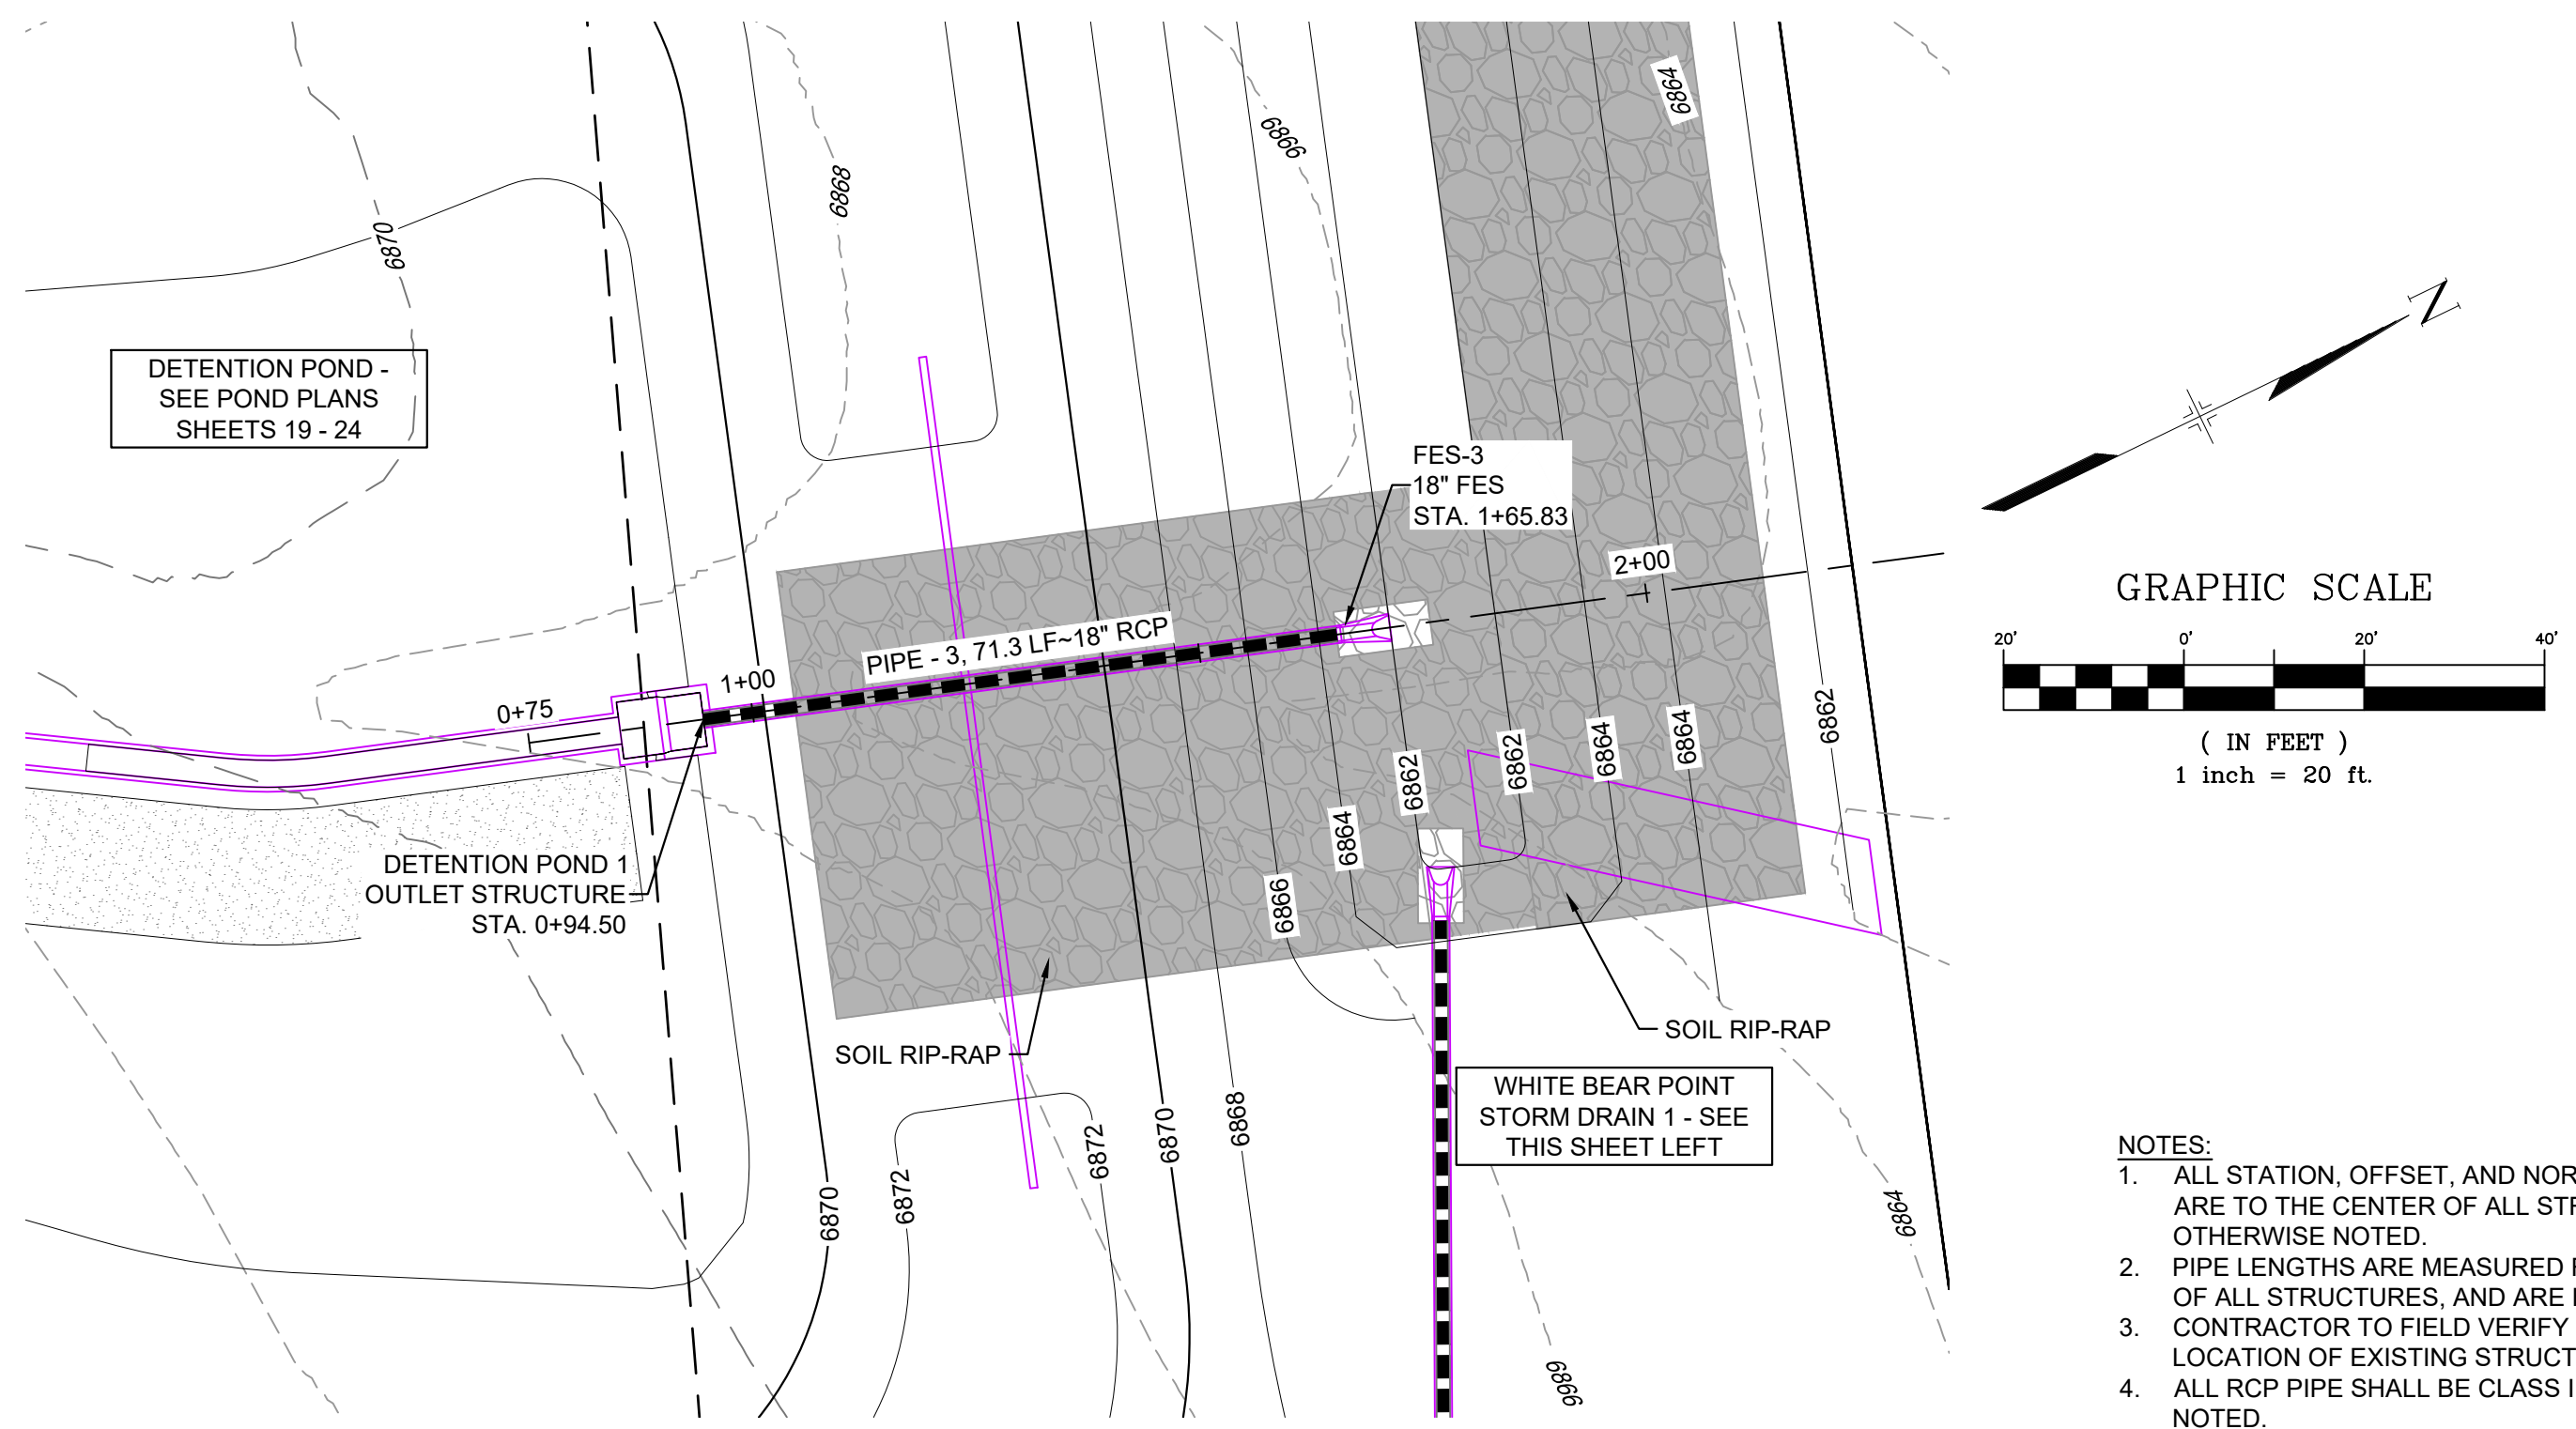 DETENTION POND -
SEE POND PLANS
SHEETS 19 - 24
6870
6868
6866
6864
FES-3
18" FES
STA. 1+65.83
2+00
PIPE - 3, 71.3 LF~18" RCP
1+00
0+75
DETENTION POND 1
OUTLET STRUCTURE
STA. 0+94.50
6862
6862
6864
6864
6862
6864
6866
SOIL RIP-RAP
SOIL RIP-RAP
WHITE BEAR POINT
STORM DRAIN 1 - SEE
THIS SHEET LEFT
6870
6872
6872
6870
6868
6866
6864
N
GRAPHIC SCALE
20' 0' 20' 40'
( IN FEET )
1 inch = 20 ft.
NOTES:
1. ALL STATION, OFFSET, AND NOR
ARE TO THE CENTER OF ALL STR
OTHERWISE NOTED.
2. PIPE LENGTHS ARE MEASURED
OF ALL STRUCTURES, AND ARE
3. CONTRACTOR TO FIELD VERIFY
LOCATION OF EXISTING STRUCT
4. ALL RCP PIPE SHALL BE CLASS I
NOTED.